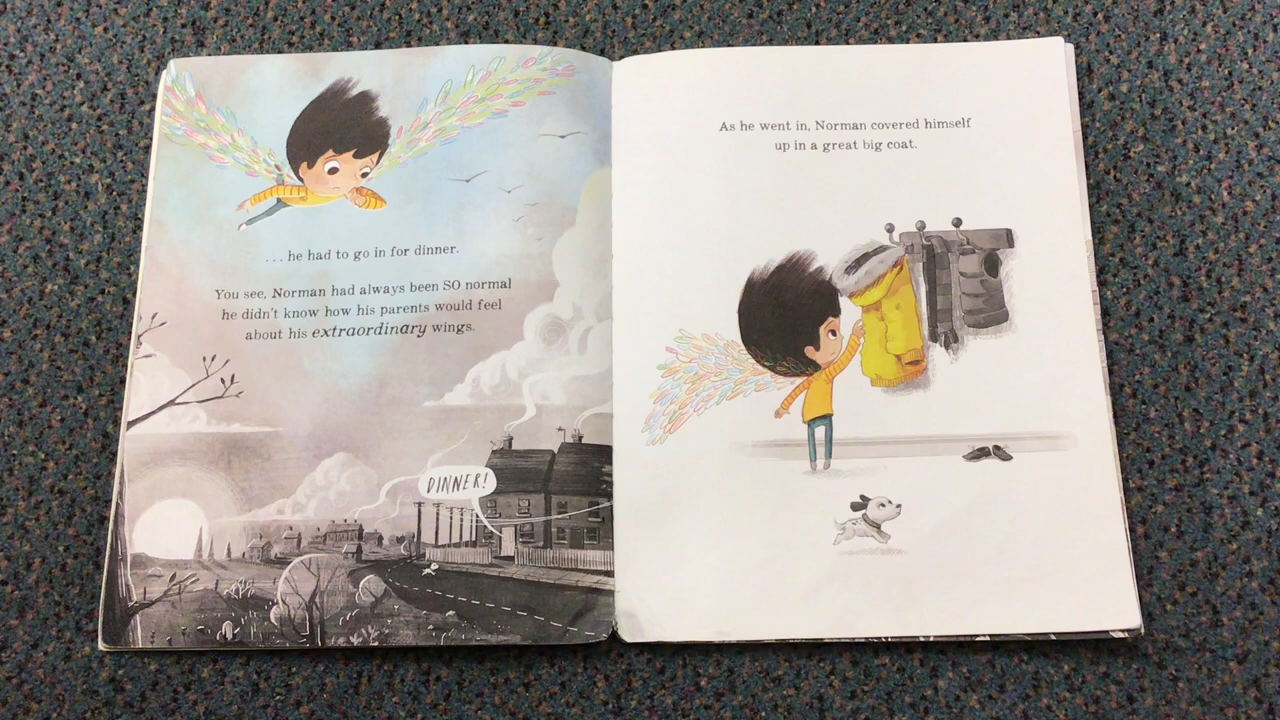 ... he had to go in for dinner.
You see, Norman had always been SO normal
he didn't know how his parents would feel
about his extraordinary wings.
DINNER!
As he went in, Norman covered himself
up in a great big coat.